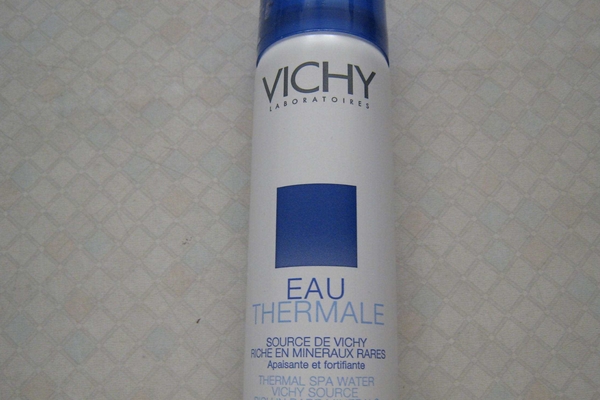 VICHY
LABORATOIRES
EAU
THERMALE
SOURCE DE VICHY
RICHE EN MINERAUX RARES
Apaisante et fortifiante
THERMAL SPA WATER
VICHY SOURCE